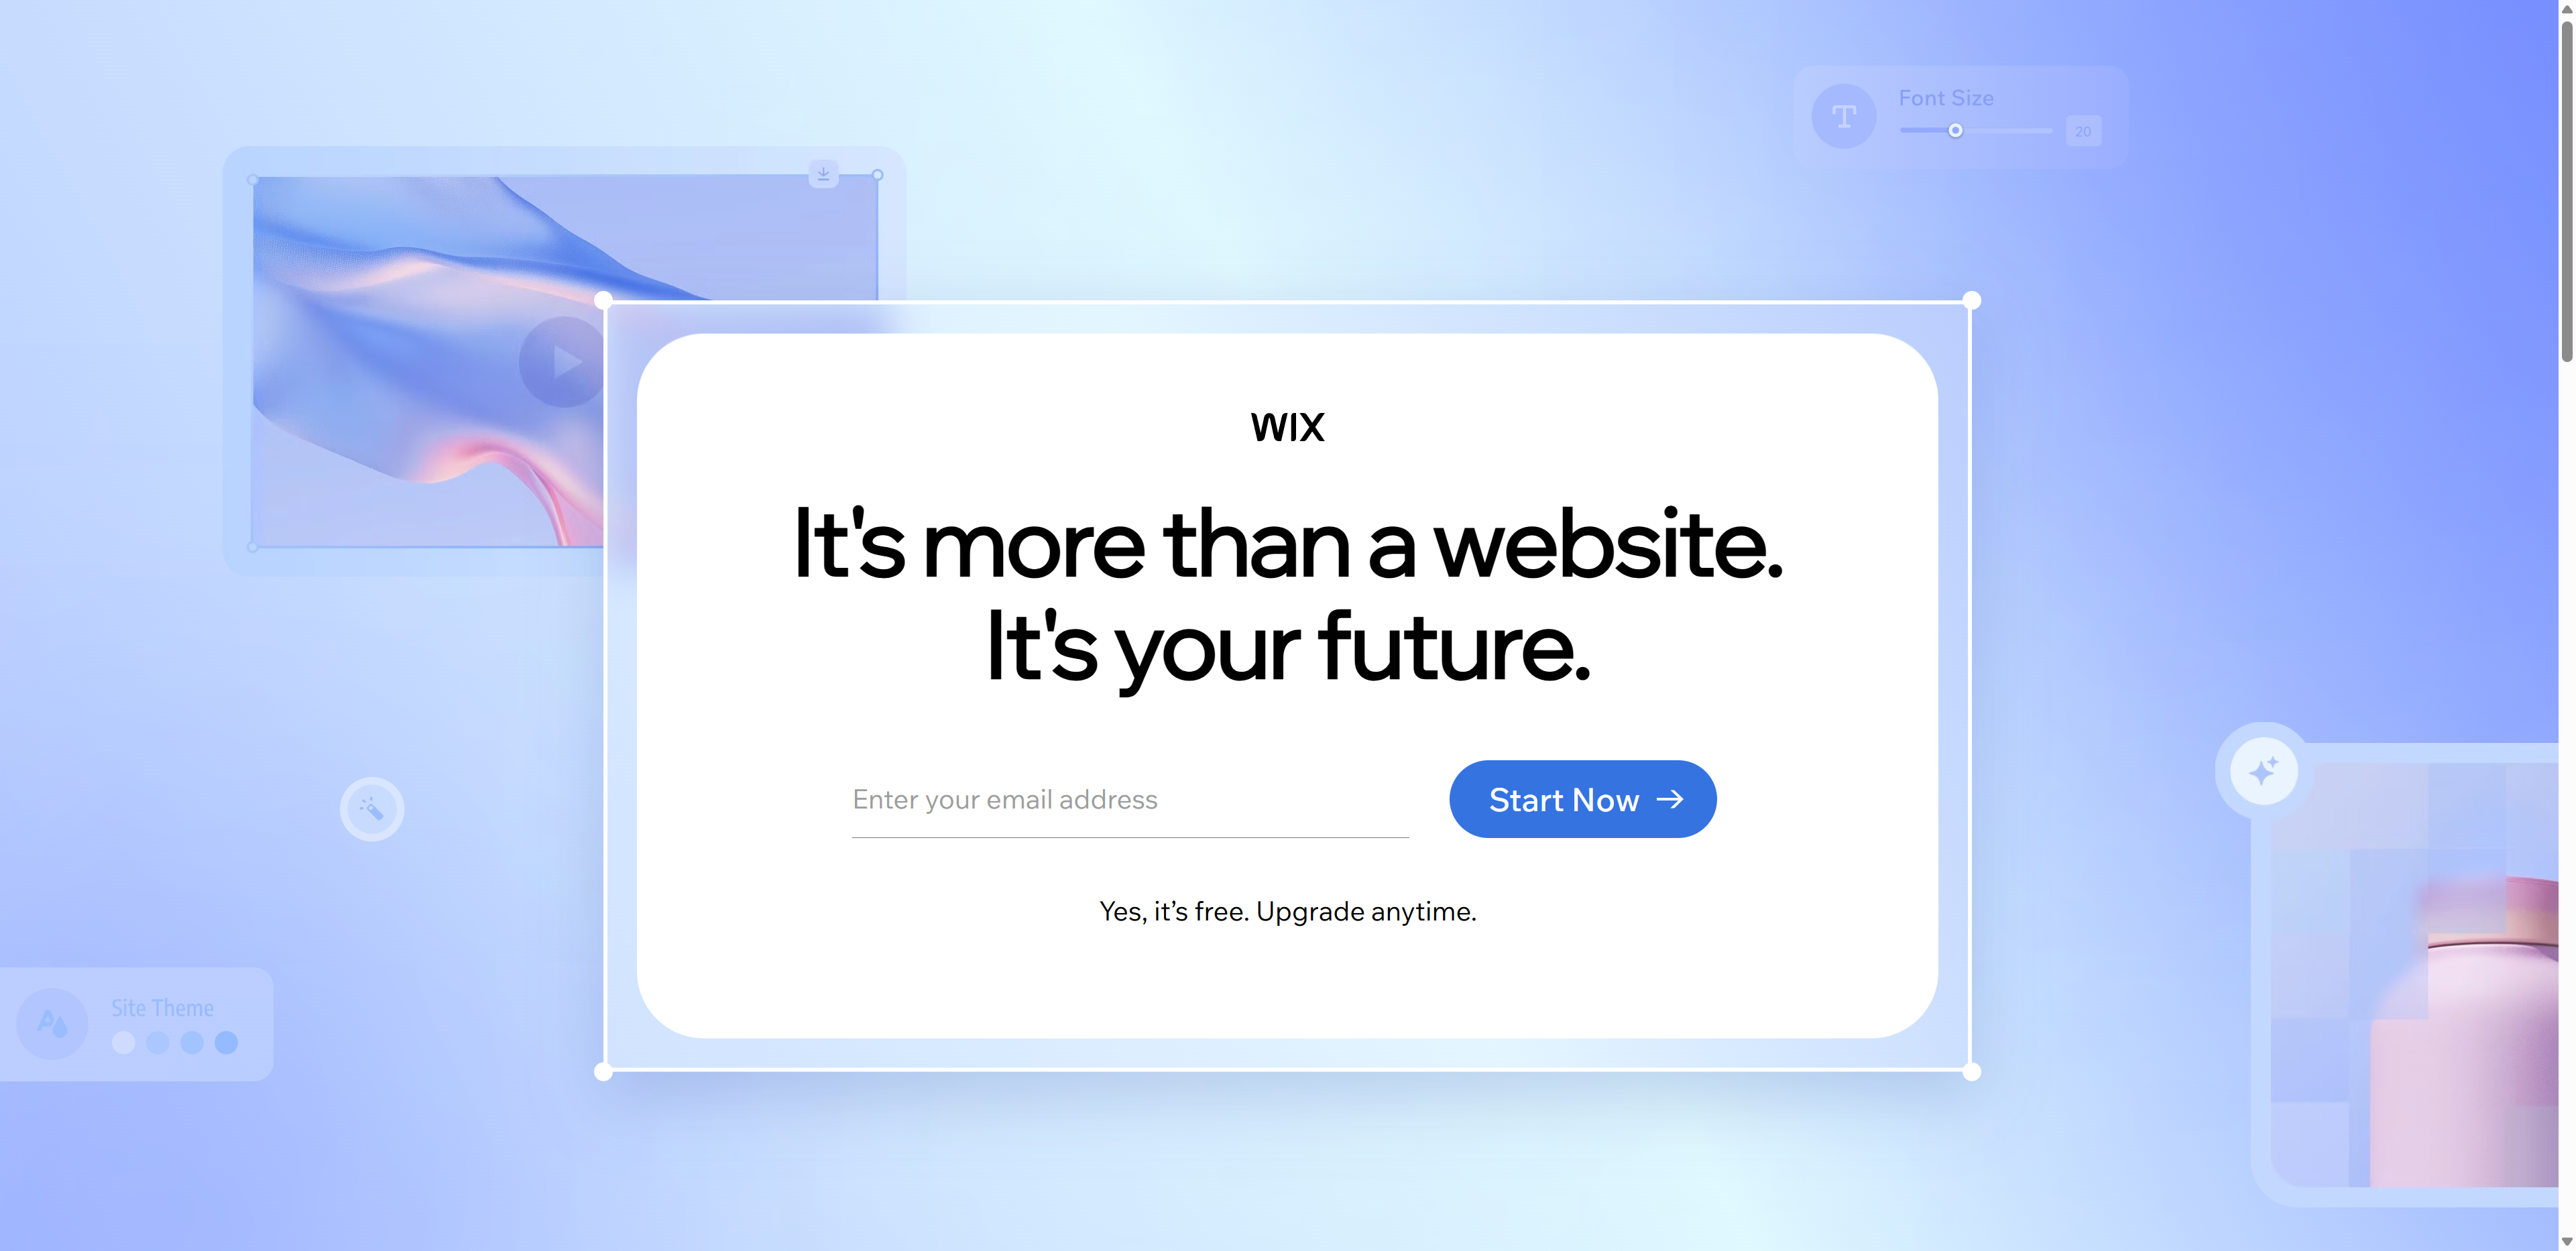 Font Size
20
WIX
It's more than a website.
It's your future.
Enter your email address
Start Now
Yes, it’s free. Upgrade anytime.
Site Theme